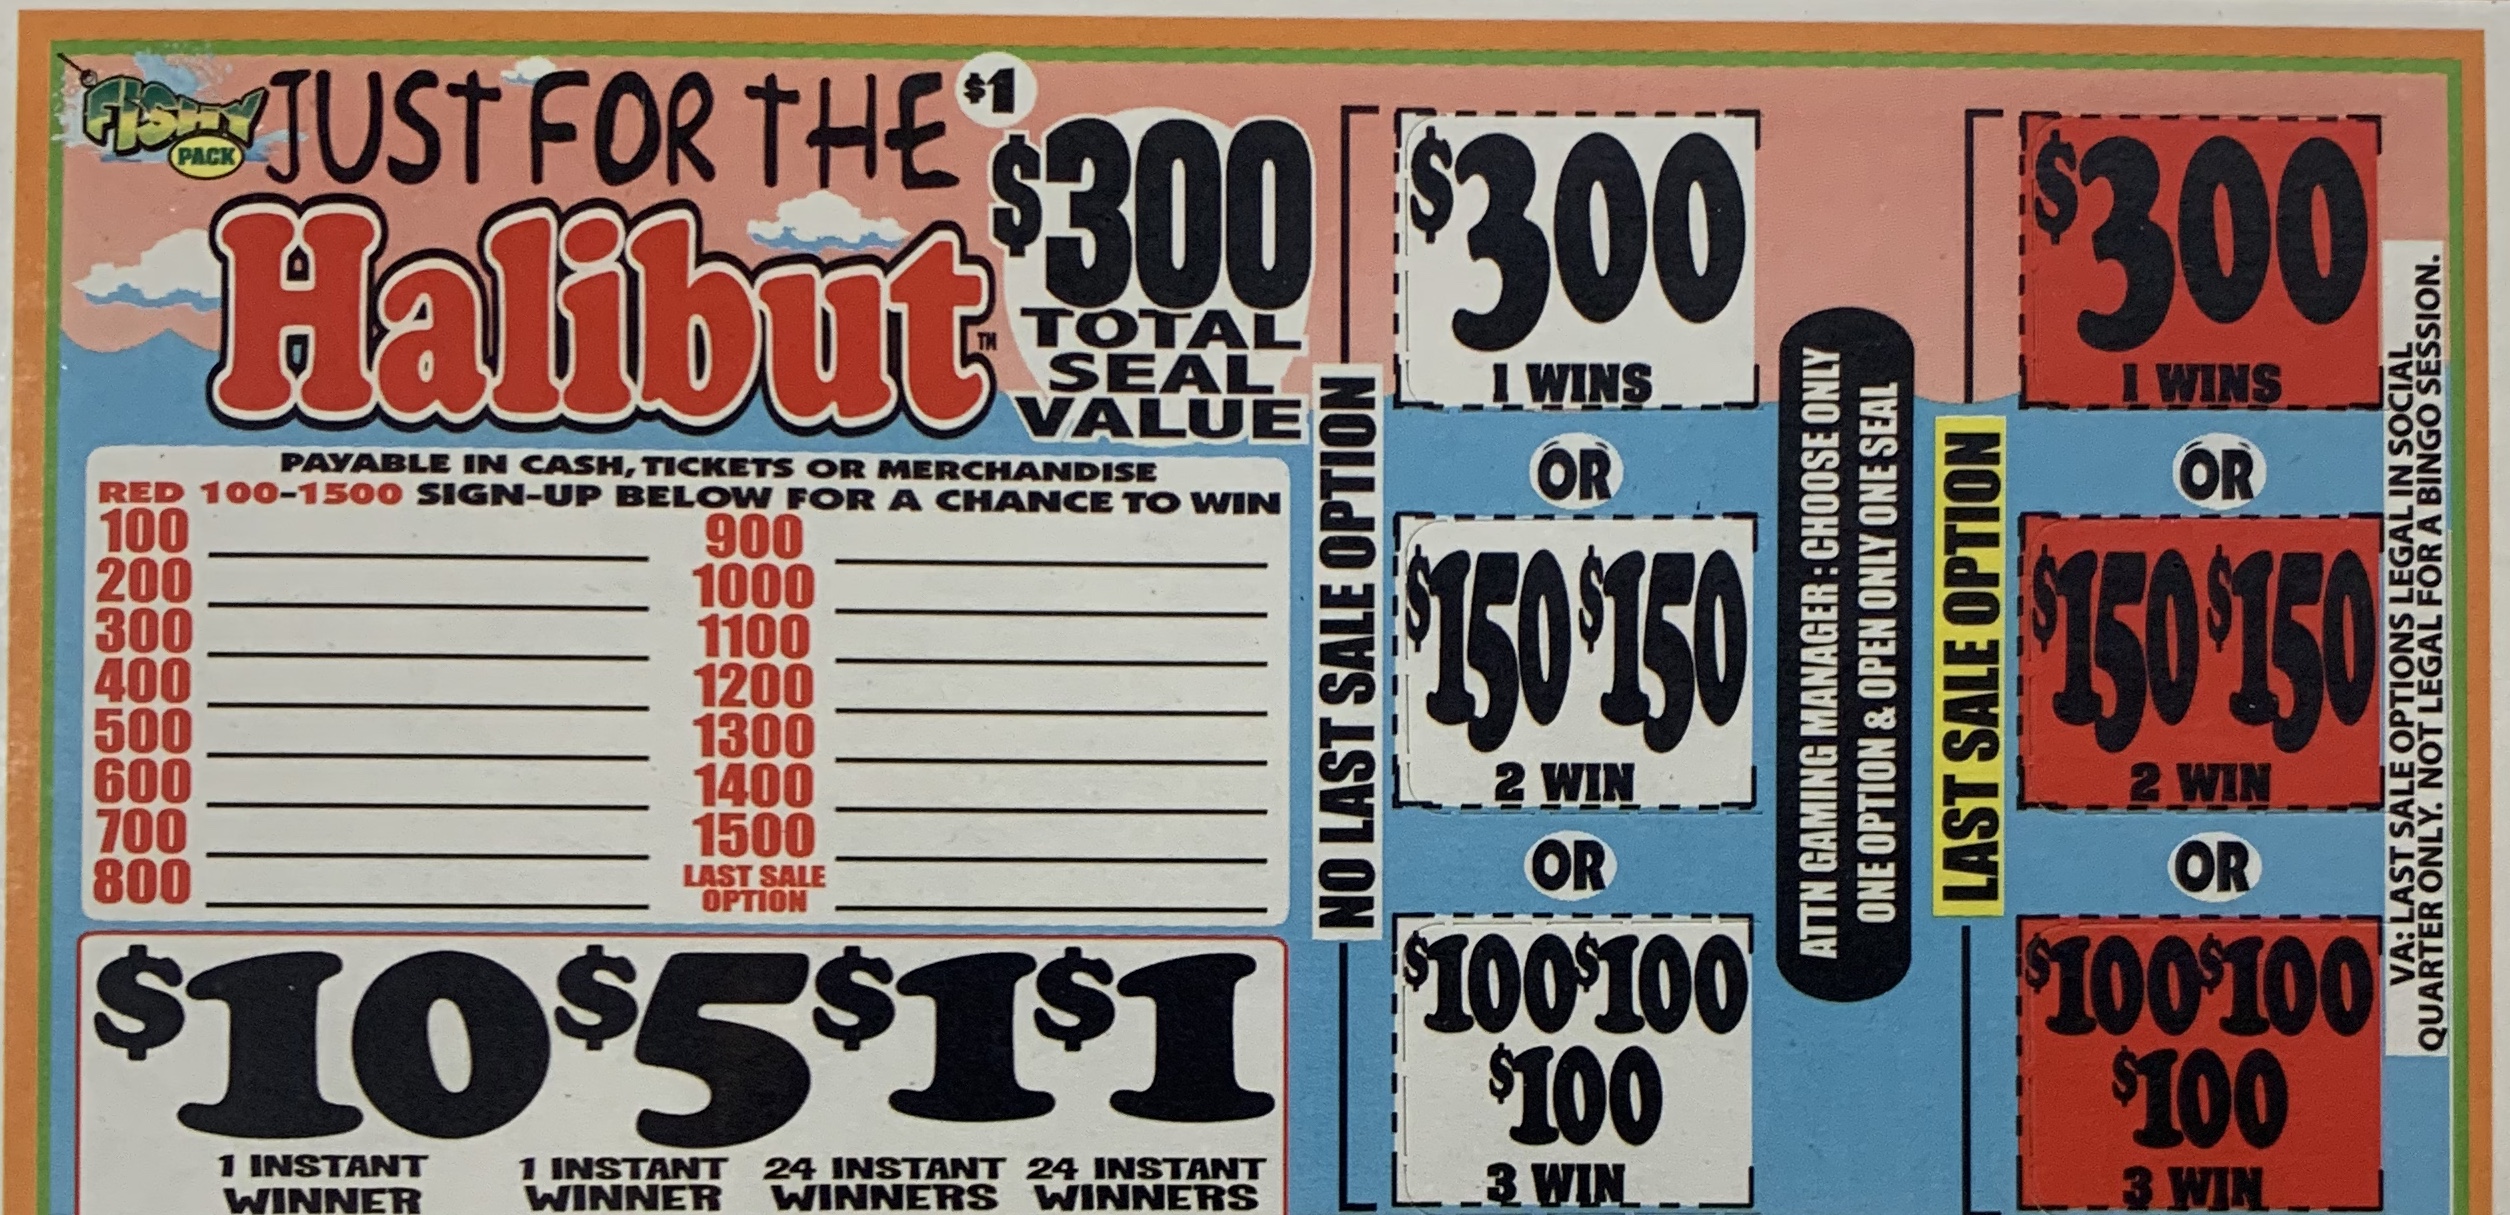 FISHY
PACK
JUST FOR THE
Halibut™
$1
$300
TOTAL
SEAL
VALUE
PAYABLE IN CASH, TICKETS OR MERCHANDISE
RED 100-1500 SIGN-UP BELOW FOR A CHANCE TO WIN
100
200
300
400
500
600
700
800
900
1000
1100
1200
1300
1400
1500
LAST SALE
OPTION
$10 $5 $1 $1
1 INSTANT
WINNER
1 INSTANT
WINNER
24 INSTANT
WINNERS
24 INSTANT
WINNERS
NO LAST SALE OPTION
$300
1 WINS
OR
$150 $150
2 WIN
OR
$100 $100
$100
3 WIN
ATTN GAMING MANAGER : CHOOSE ONLY
ONE OPTION & OPEN ONLY ONE SEAL
LAST SALE OPTION
$300
1 WINS
OR
$150 $150
2 WIN
OR
$100 $100
$100
3 WIN
VA: LAST SALE OPTIONS LEGAL IN SOCIAL
QUARTER ONLY. NOT LEGAL FOR A BINGO SESSION.